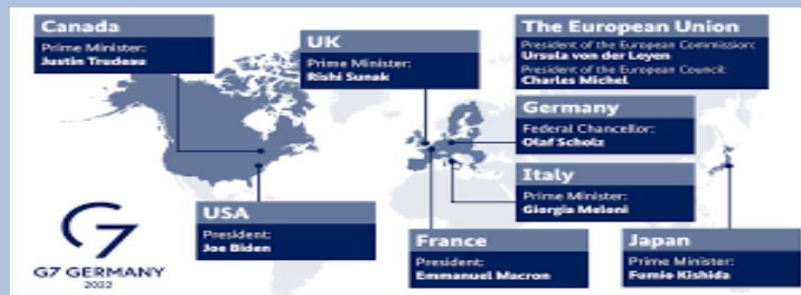 Canada
Prime Minister:
Justin Trudeau
UK
Prime Minister:
Rishi Sunak
The European Union
President of the European Commission:
Ursula von der Leyen
President of the European Council:
Charles Michel
Germany
Federal Chancellor:
Olaf Scholz
Italy
Prime Minister:
Giorgia Meloni
USA
President:
Joe Biden
France
President:
Emmanuel Macron
Japan
Prime Minister:
Fumio Kishida
G7
G7 GERMANY
2022